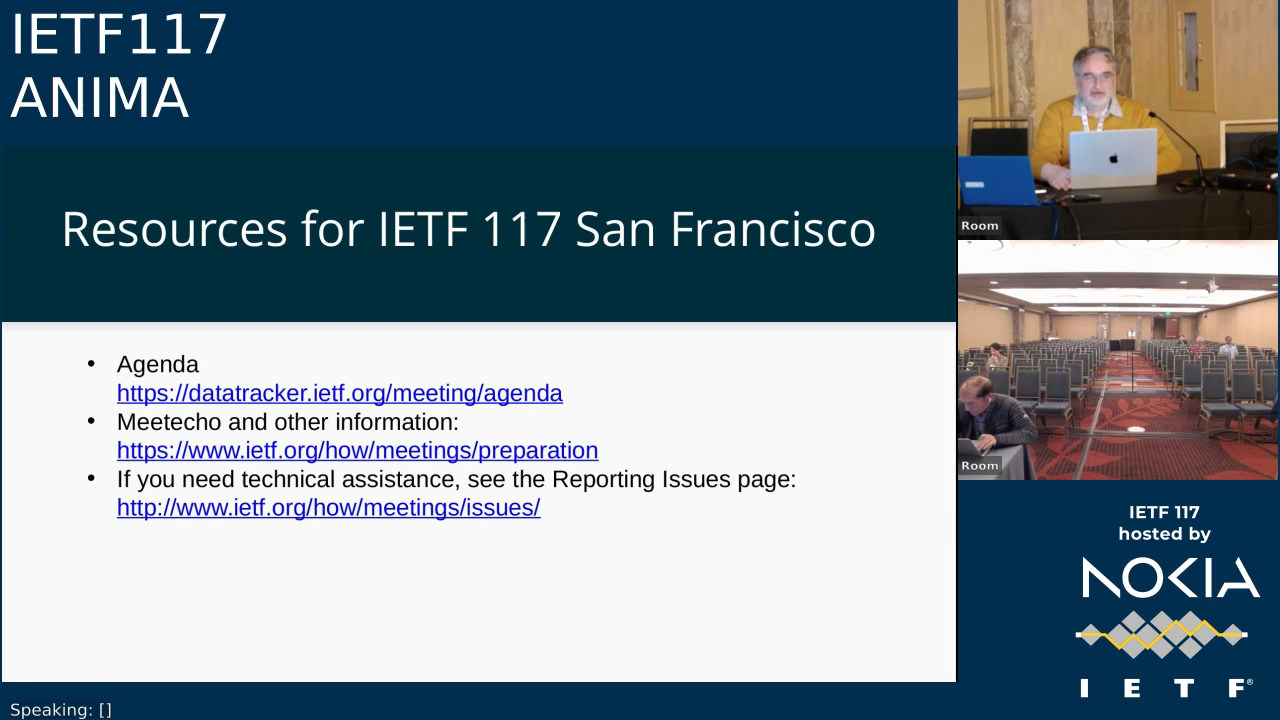 IETF117
ANIMA
Resources for IETF 117 San Francisco
• Agenda
https://datatracker.ietf.org/meeting/agenda
• Meetecho and other information:
https://www.ietf.org/how/meetings/preparation
• If you need technical assistance, see the Reporting Issues page:
http://www.ietf.org/how/meetings/issues/
Speaking: []
Room
Room
IETF 117
hosted by
NOKIA
I E T F®